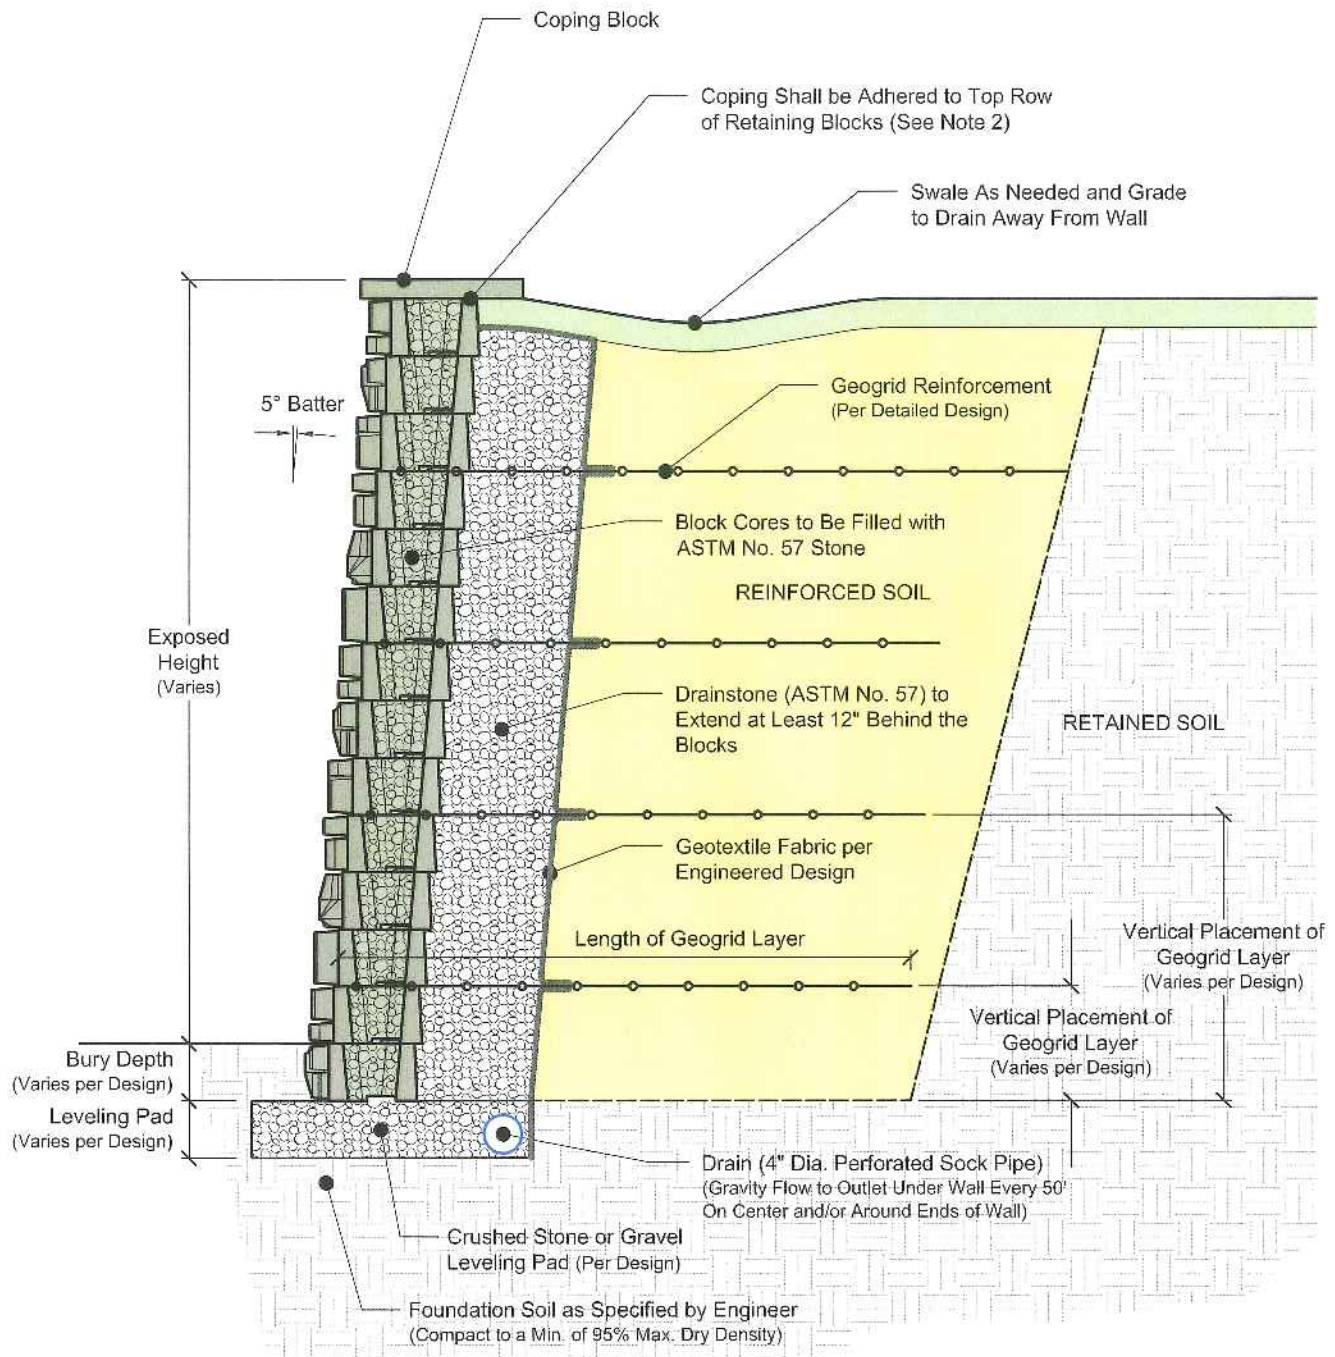 Coping Block
Coping Shall be Adhered to Top Row
of Retaining Blocks (See Note 2)
Swale As Needed and Grade
to Drain Away From Wall
5° Batter
Geogrid Reinforcement
(Per Detailed Design)
Block Cores to Be Filled with
ASTM No. 57 Stone
REINFORCED SOIL
Exposed
Height
(Varies)
Drainstone (ASTM No. 57) to
Extend at Least 12" Behind the
Blocks
RETAINED SOIL
Geotextile Fabric per
Engineered Design
Length of Geogrid Layer
Vertical Placement of
Geogrid Layer
(Varies per Design)
Vertical Placement of
Geogrid Layer
(Varies per Design)
Bury Depth
(Varies per Design)
Leveling Pad
(Varies per Design)
Drain (4" Dia. Perforated Sock Pipe)
(Gravity Flow to Outlet Under Wall Every 50'
On Center and/or Around Ends of Wall)
Crushed Stone or Gravel
Leveling Pad (Per Design)
Foundation Soil as Specified by Engineer
(Compact to a Min. of 95% Max. Dry Density)